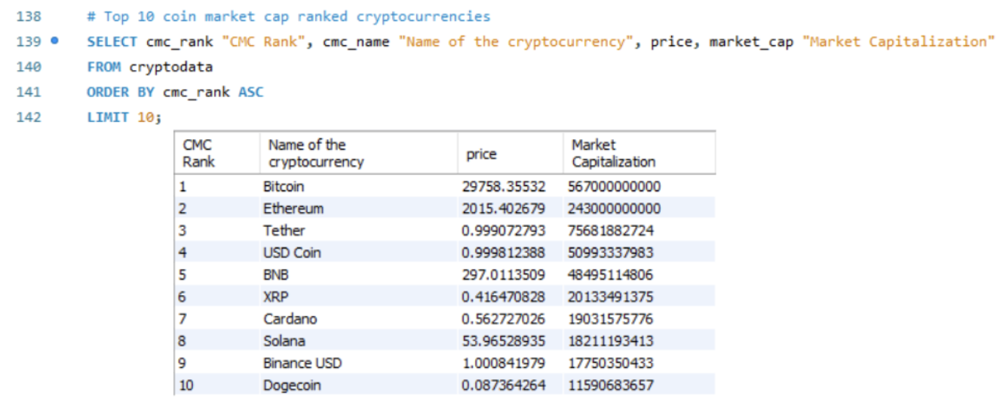 138 # Top 10 coin market cap ranked cryptocurrencies
139 SELECT cmc_rank "CMC Rank", cmc_name "Name of the cryptocurrency", price, market_cap "Market Capitalization"
140 FROM cryptodata
141 ORDER BY cmc_rank ASC
142 LIMIT 10;
CMC Rank Name of the cryptocurrency price Market Capitalization
1 Bitcoin 29758.35532 567000000000
2 Ethereum 2015.402679 243000000000
3 Tether 0.999072793 75681882724
4 USD Coin 0.999812388 50993337983
5 BNB 297.0113509 48495114806
6 XRP 0.416470828 20133491375
7 Cardano 0.562727026 19031575776
8 Solana 53.96528935 18211193413
9 Binance USD 1.000841979 17750350433
10 Dogecoin 0.087364264 11590683657